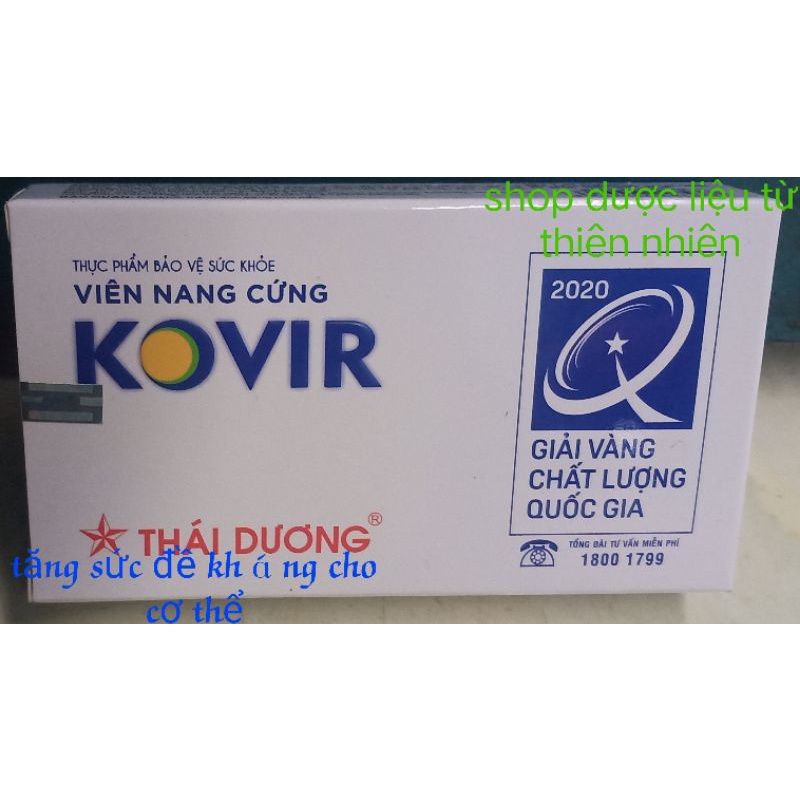 shop dược liệu từ
thiên nhiên
THỰC PHẨM BẢO VỆ SỨC KHỎE
VIÊN NANG CỨNG
KOVIR
2020
GIẢI VÀNG
CHẤT LƯỢNG
QUỐC GIA
THÁI DƯƠNG®
TỔNG ĐÀI TƯ VẤN MIỄN PHÍ
1800 1799
tăng sức đề kh á ng cho
cơ thể